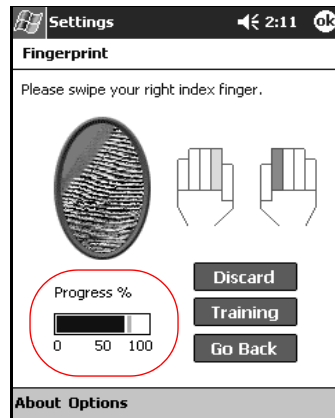 Settings 2:11 ok
Fingerprint
Please swipe your right index finger.
Progress %
0 50 100
Discard
Training
Go Back
About Options